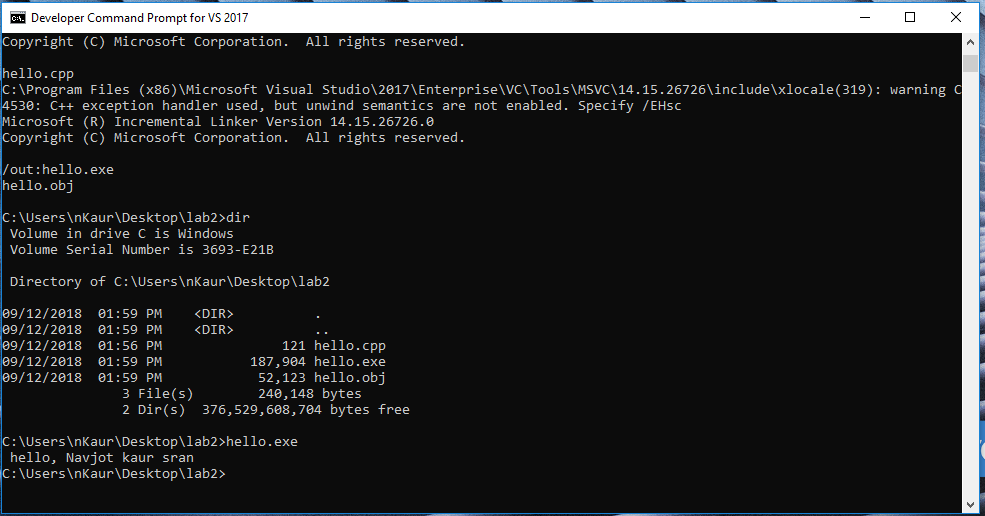 Developer Command Prompt for VS 2017
Copyright (C) Microsoft Corporation.  All rights reserved.
hello.cpp
C:\Program Files (x86)\Microsoft Visual Studio\2017\Enterprise\VC\Tools\MSVC\14.15.26726\include\xlocale(319): warning C
4530: C++ exception handler used, but unwind semantics are not enabled. Specify /EHsc
Microsoft (R) Incremental Linker Version 14.15.26726.0
Copyright (C) Microsoft Corporation.  All rights reserved.
/out:hello.exe
hello.obj
C:\Users\nKaur\Desktop\lab2>dir
 Volume in drive C is Windows
 Volume Serial Number is 3693-E21B
 Directory of C:\Users\nKaur\Desktop\lab2
09/12/2018  01:59 PM    <DIR>          .
09/12/2018  01:59 PM    <DIR>          ..
09/12/2018  01:56 PM               121 hello.cpp
09/12/2018  01:59 PM           187,904 hello.exe
09/12/2018  01:59 PM            52,123 hello.obj
               3 File(s)        240,148 bytes
               2 Dir(s)  376,529,608,704 bytes free
C:\Users\nKaur\Desktop\lab2>hello.exe
 hello, Navjot kaur sran
C:\Users\nKaur\Desktop\lab2>